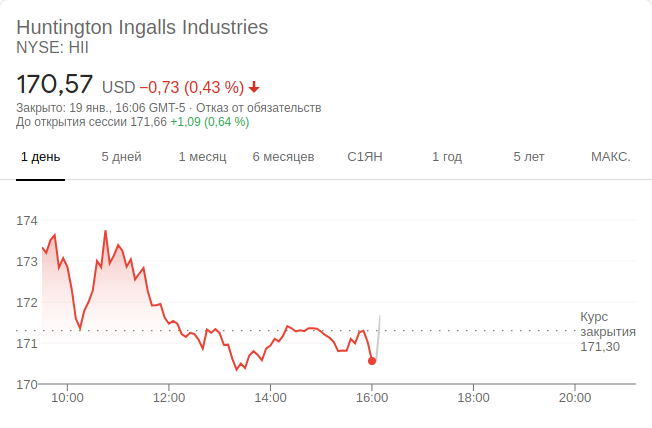 Huntington Ingalls Industries
NYSE: HII
170,57 USD −0,73 (0,43 %)
Закрыто: 19 янв., 16:06 GMT-5 · Отказ от обязательств
До открытия сессии 171,66 +1,09 (0,64 %)
1 день 5 дней 1 месяц 6 месяцев С1ЯН 1 год 5 лет МАКС.
174
173
172
171
170
Курс
закрытия
171,30
10:00 12:00 14:00 16:00 18:00 20:00